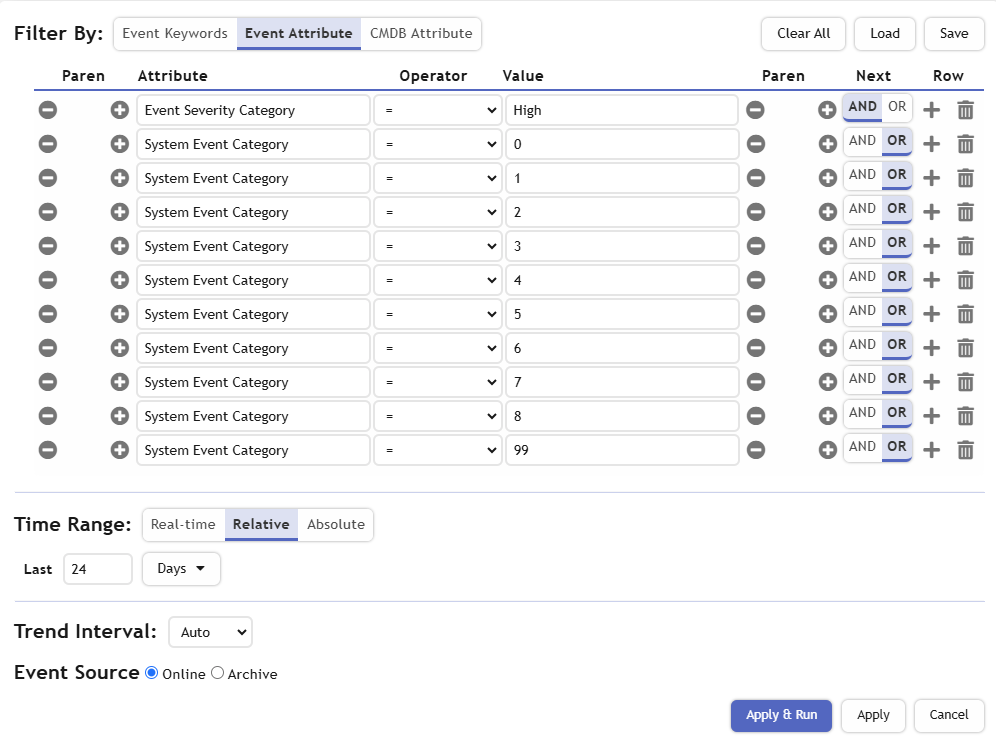 Filter By: Event Keywords Event Attribute CMDB Attribute Clear All Load Save
Paren Attribute Operator Value Paren Next Row
Event Severity Category = High AND OR
System Event Category = 0 AND OR
System Event Category = 1 AND OR
System Event Category = 2 AND OR
System Event Category = 3 AND OR
System Event Category = 4 AND OR
System Event Category = 5 AND OR
System Event Category = 6 AND OR
System Event Category = 7 AND OR
System Event Category = 8 AND OR
System Event Category = 99 AND OR
Time Range: Real-time Relative Absolute
Last 24 Days
Trend Interval: Auto
Event Source Online Archive
Apply & Run Apply Cancel